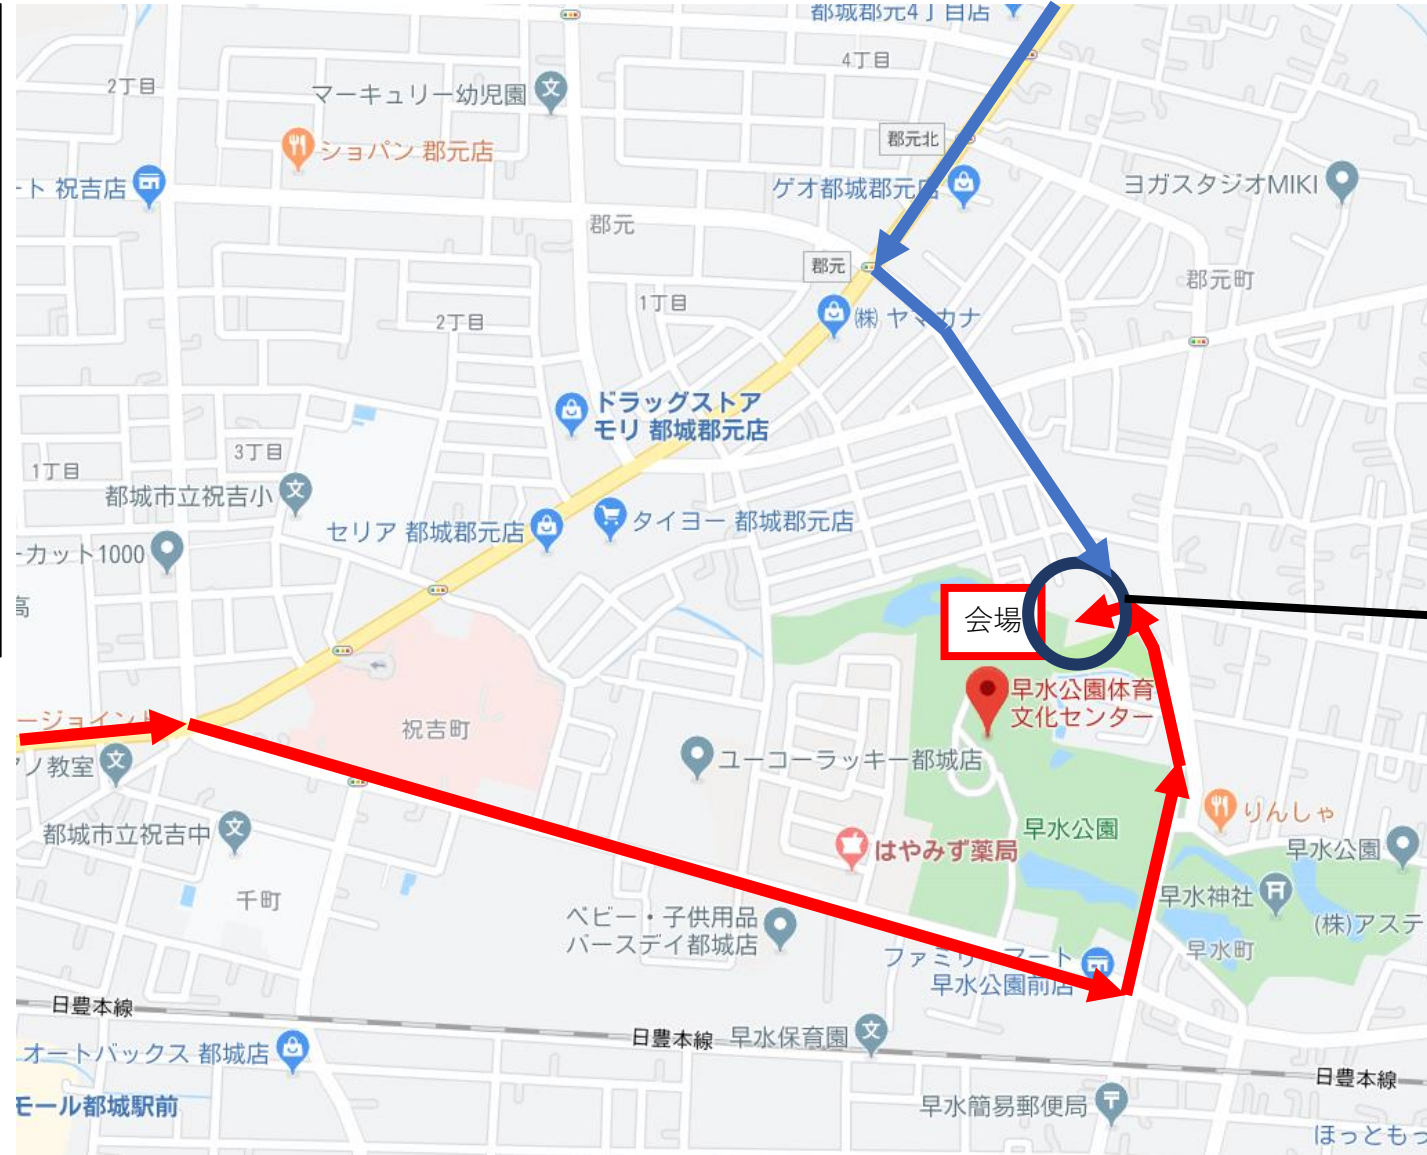 都城郡元4丁目店
4丁目
2丁目
マーキュリー幼児園
郡元北
ショパン 郡元店
ート 祝吉店
ゲオ都城郡元店
ヨガスタジオMIKI
郡元
郡元
郡元町
1丁目
2丁目
㈱ ヤマカナ
ドラッグストア
モリ 都城郡元店
3丁目
1丁目
都城市立祝吉小
セリア 都城郡元店
タイヨー 都城郡元店
ーカット1000
高
会場
早水公園体育
文化センター
ージョイント
祝吉町
ノ教室
ユーコーラッキー都城店
りんしゃ
都城市立祝吉中
早水公園
はやみず薬局
早水公園
千町
早水神社
(株)アステ
ベビー・子供用品
バースデイ都城店
ファミリーマート
早水公園前店
早水町
日豊本線
日豊本線
早水保育園
オートバックス 都城店
日豊本線
モール都城駅前
早水簡易郵便局
ほっともっ